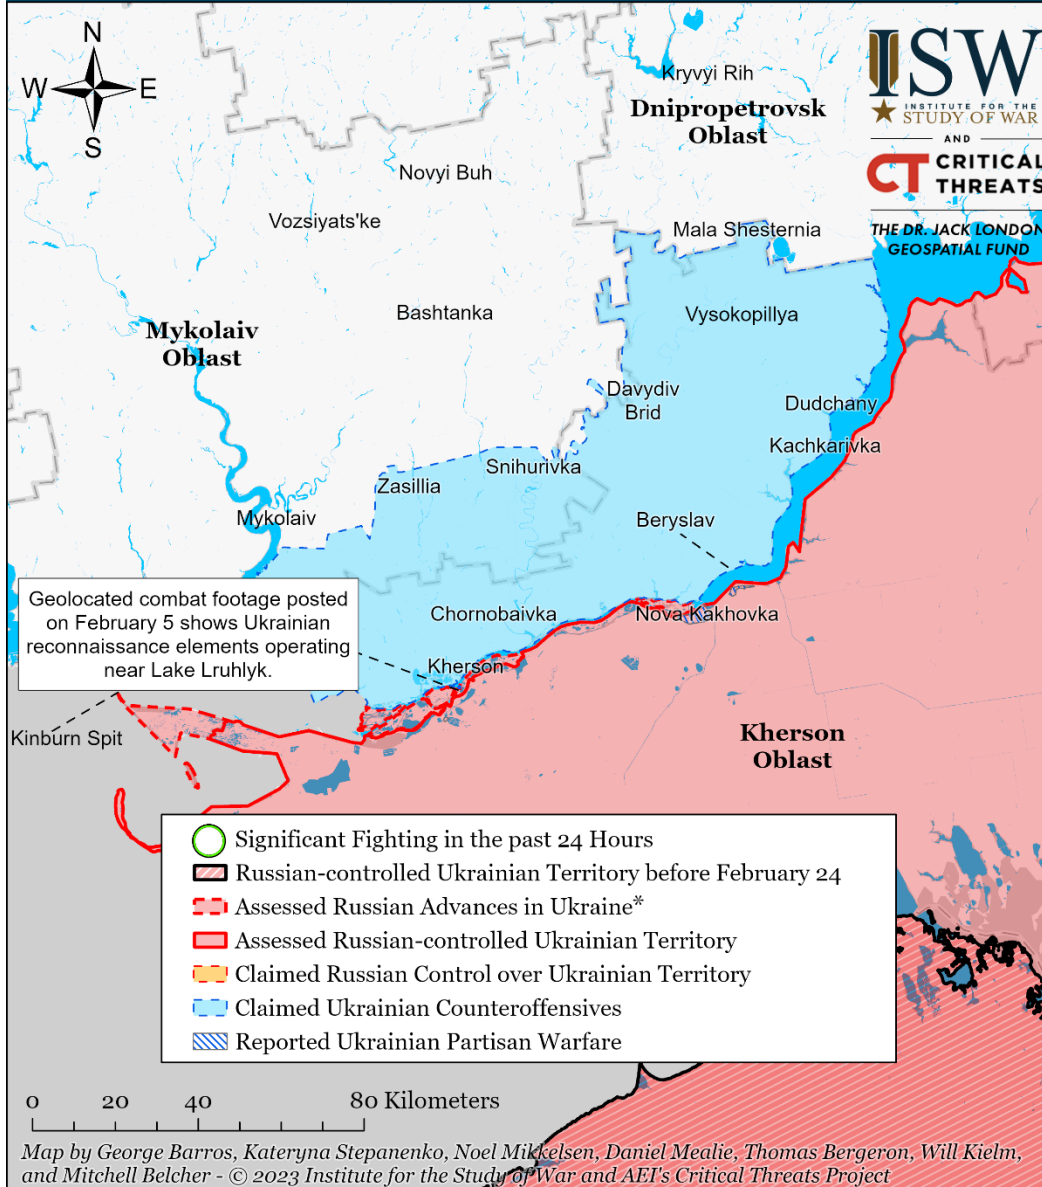 N
W
E
S
ISW
INSTITUTE FOR THE
STUDY OF WAR
AND
CT CRITICAL
THREATS
THE DR. JACK LONDON
GEOSPATIAL FUND
Kryvyi Rih
Dnipropetrovsk
Oblast
Novyi Buh
Vozsiyats'ke
Mala Shesternia
Bashtanka
Vysokopillya
Mykolaiv
Oblast
Davydiv
Brid
Dudchany
Kachkarivka
Snihurivka
Zasillia
Mykolaiv
Beryslav
Geolocated combat footage posted
on February 5 shows Ukrainian
reconnaissance elements operating
near Lake Lruhlyk.
Chornobaivka
Nova Kakhovka
Kherson
Kinburn Spit
Kherson
Oblast
Significant Fighting in the past 24 Hours
Russian-controlled Ukrainian Territory before February 24
Assessed Russian Advances in Ukraine*
Assessed Russian-controlled Ukrainian Territory
Claimed Russian Control over Ukrainian Territory
Claimed Ukrainian Counteroffensives
Reported Ukrainian Partisan Warfare
0 20 40 80 Kilometers
Map by George Barros, Kateryna Stepanenko, Noel Mikkelsen, Daniel Mealie, Thomas Bergeron, Will Kielm,
and Mitchell Belcher - © 2023 Institute for the Study of War and AEI's Critical Threats Project